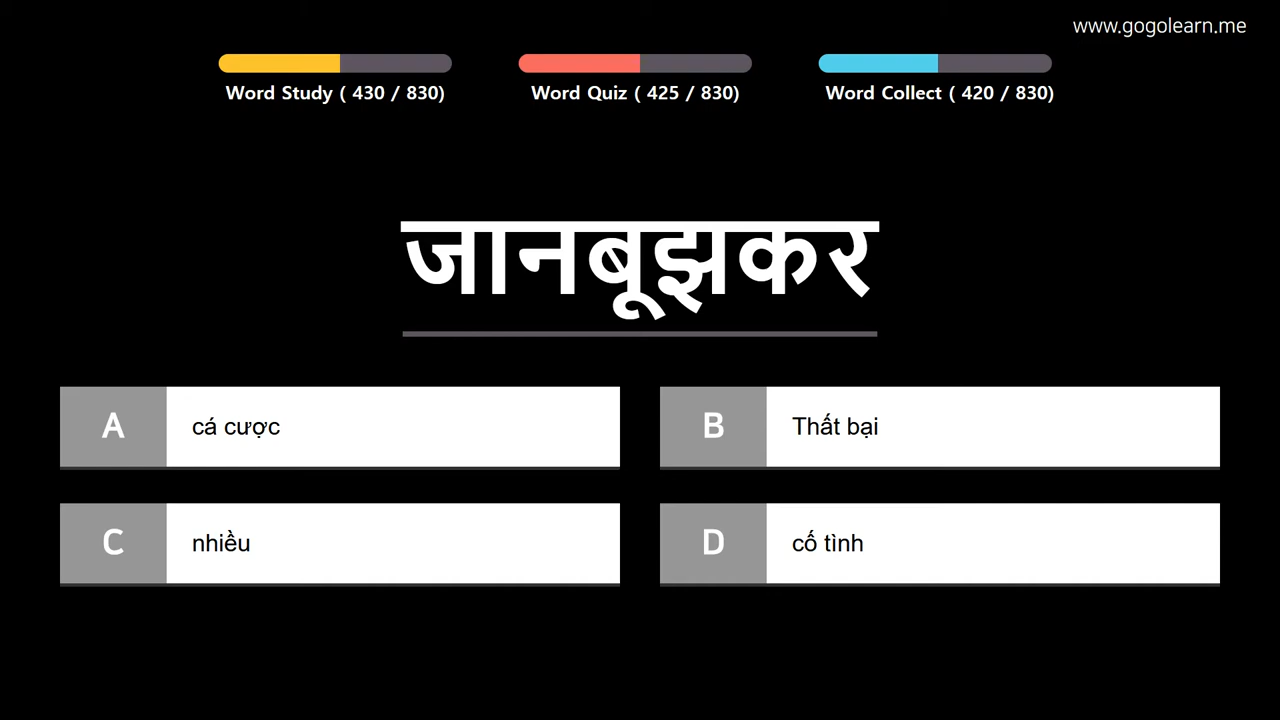 www.gogolearn.me
Word Study ( 430 / 830)
Word Quiz ( 425 / 830)
Word Collect ( 420 / 830)
जानबूझकर
A
cá cược
B
Thất bại
C
nhiều
D
cố tình